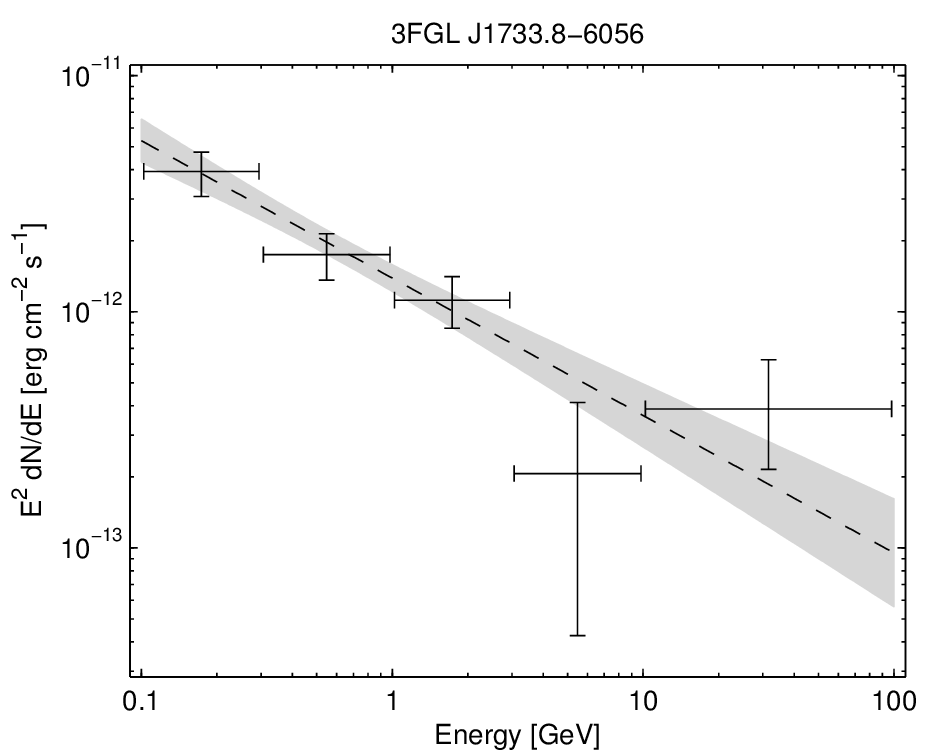 3FGL J1733.8−6056
10⁻¹¹
10⁻¹²
10⁻¹³
E² dN/dE [erg cm⁻² s⁻¹]
0.1 1 10 100
Energy [GeV]